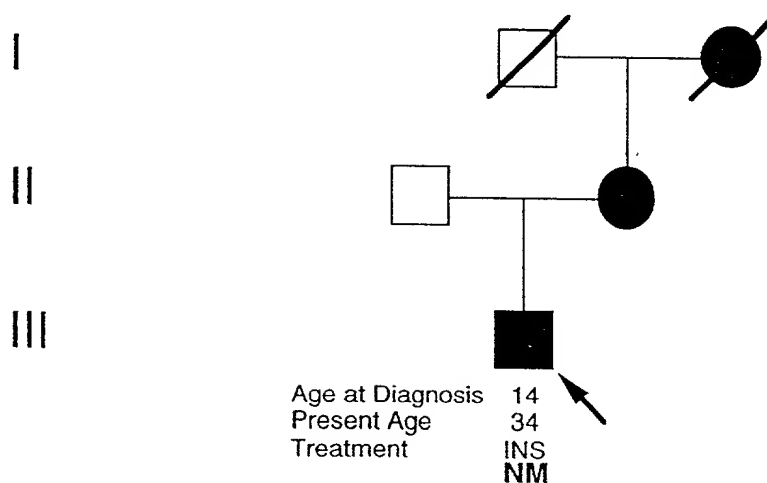 I
II
III
Age at Diagnosis 14
Present Age 34
Treatment INS
NM